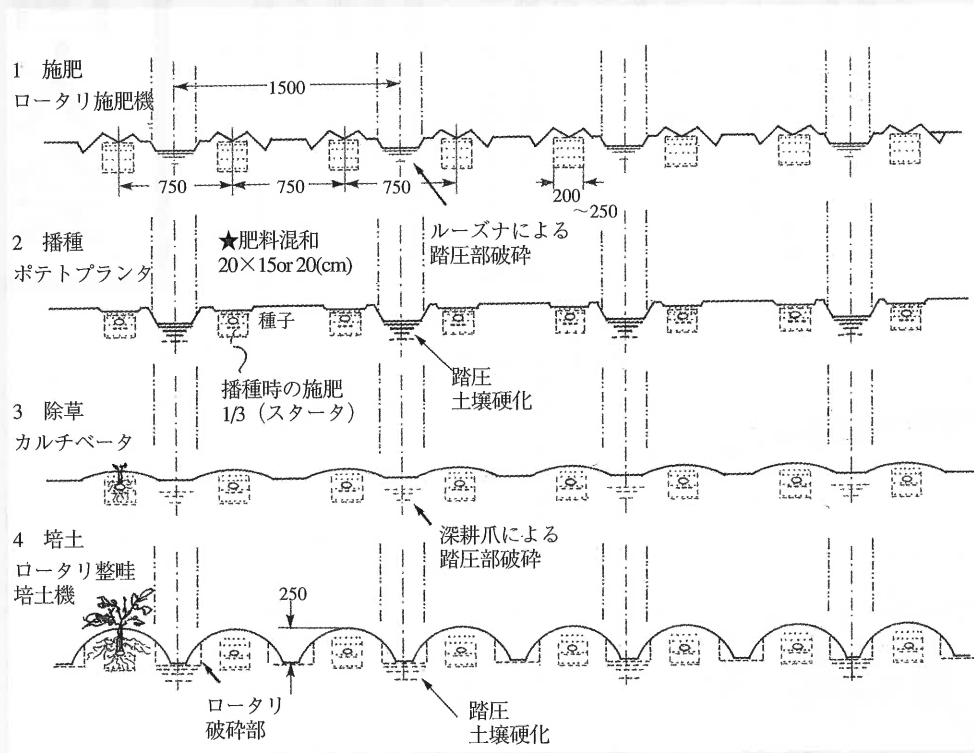 1 施肥
ロータリ施肥機
1500
750
750
750
200
～250
ルーズナによる
踏圧部破砕
2 播種
ポテトプランタ
★肥料混和
20×15or 20(cm)
種子
播種時の施肥
1/3（スタータ）
踏圧
土壌硬化
3 除草
カルチベータ
深耕爪による
踏圧部破砕
4 培土
ロータリ整畦
培土機
250
ロータリ
破砕部
踏圧
土壌硬化